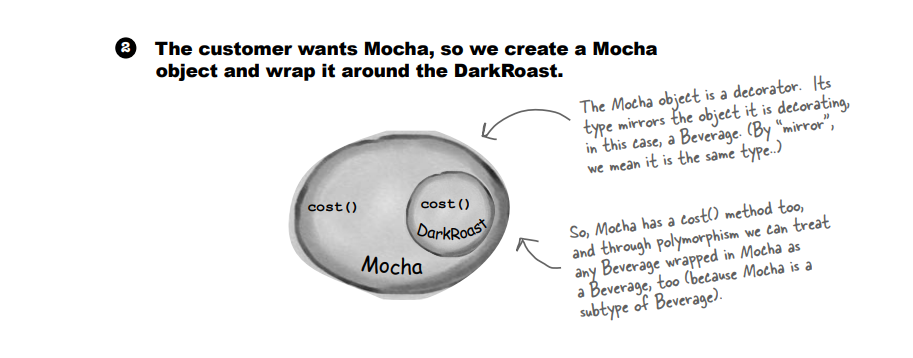 2 The customer wants Mocha, so we create a Mocha
object and wrap it around the DarkRoast.
The Mocha object is a decorator. Its
type mirrors the object it is decorating,
in this case, a Beverage. (By “mirror”,
we mean it is the same type..)
cost()
cost()
DarkRoast
Mocha
So, Mocha has a cost() method too,
and through polymorphism we can treat
any Beverage wrapped in Mocha as
a Beverage, too (because Mocha is a
subtype of Beverage).